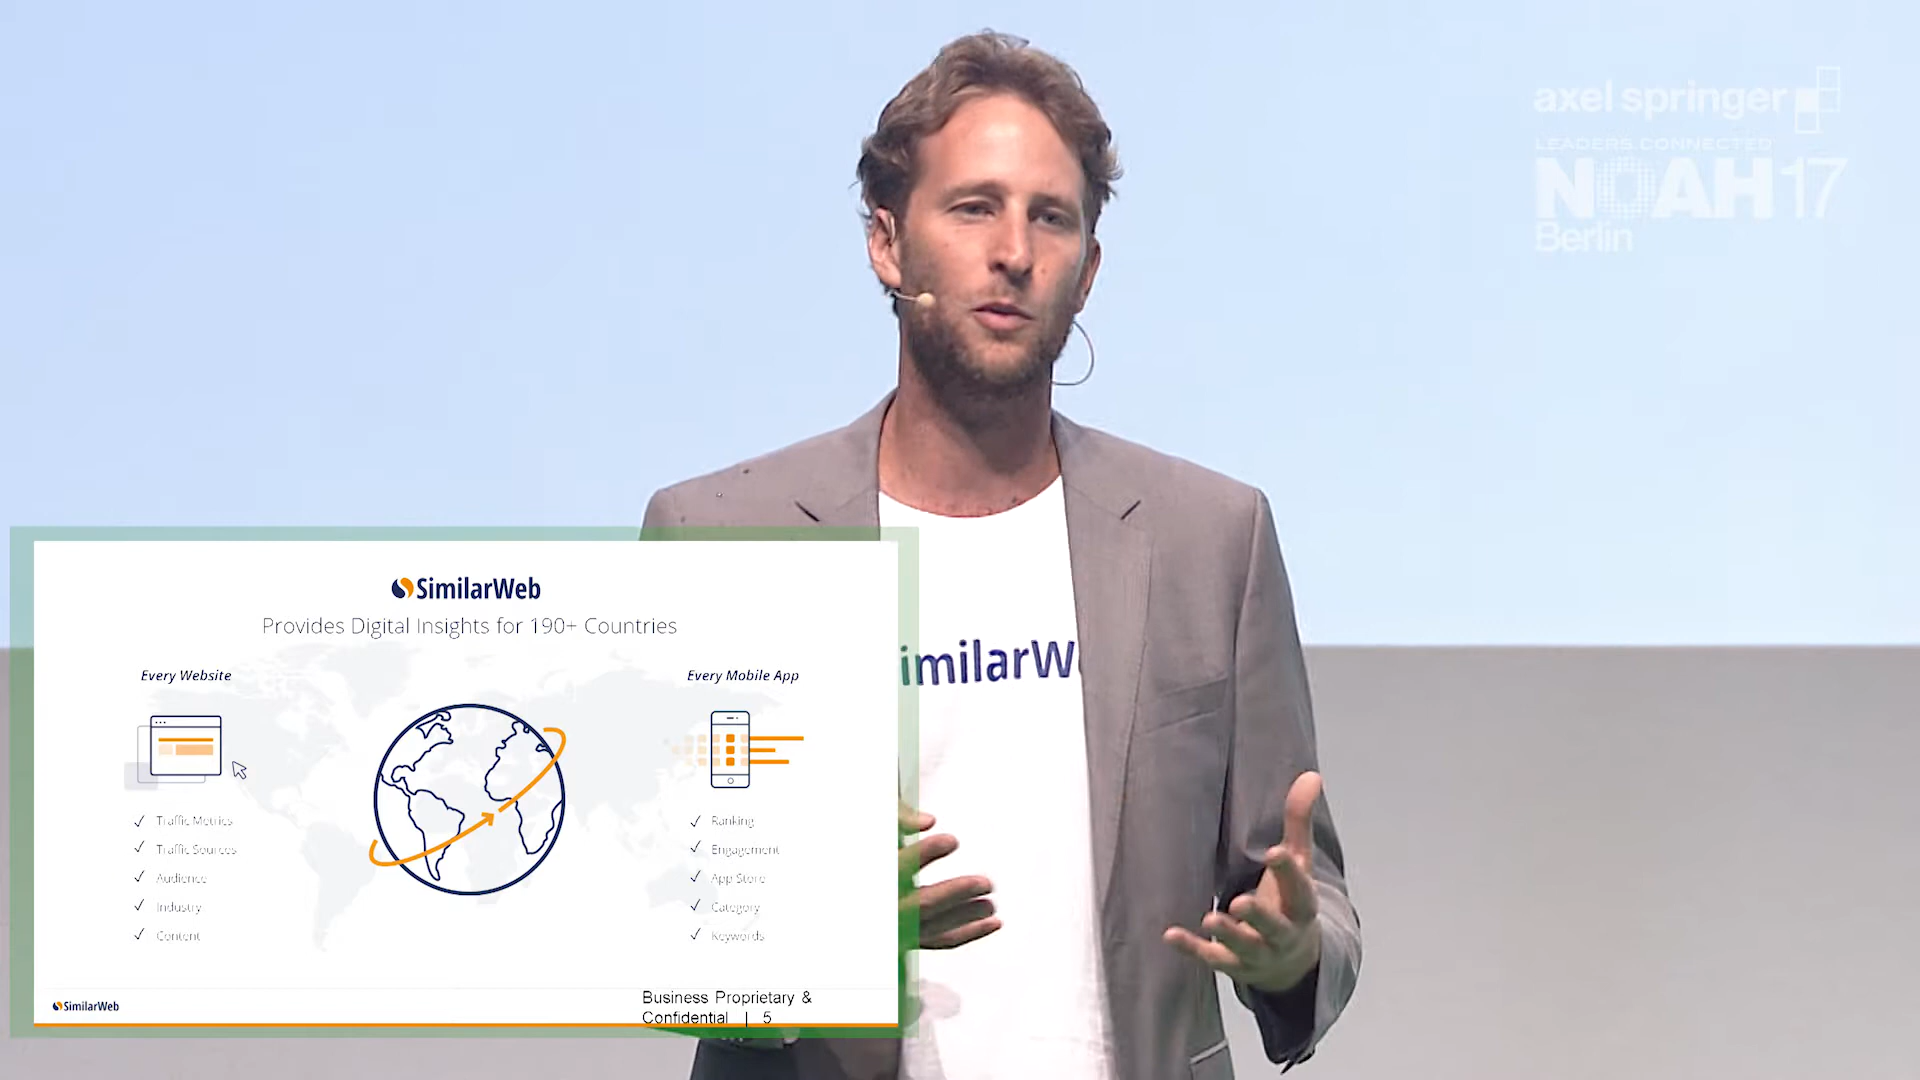 axel springer
LEADERS CONNECTED
NOAH17
Berlin
imilarW
SimilarWeb
Provides Digital Insights for 190+ Countries
Every Website
Traffic Metrics
Traffic Sources
Audience
Industry
Content
Every Mobile App
Ranking
Engagement
App Store
Category
Keywords
SimilarWeb
Business Proprietary &
Confidential | 5